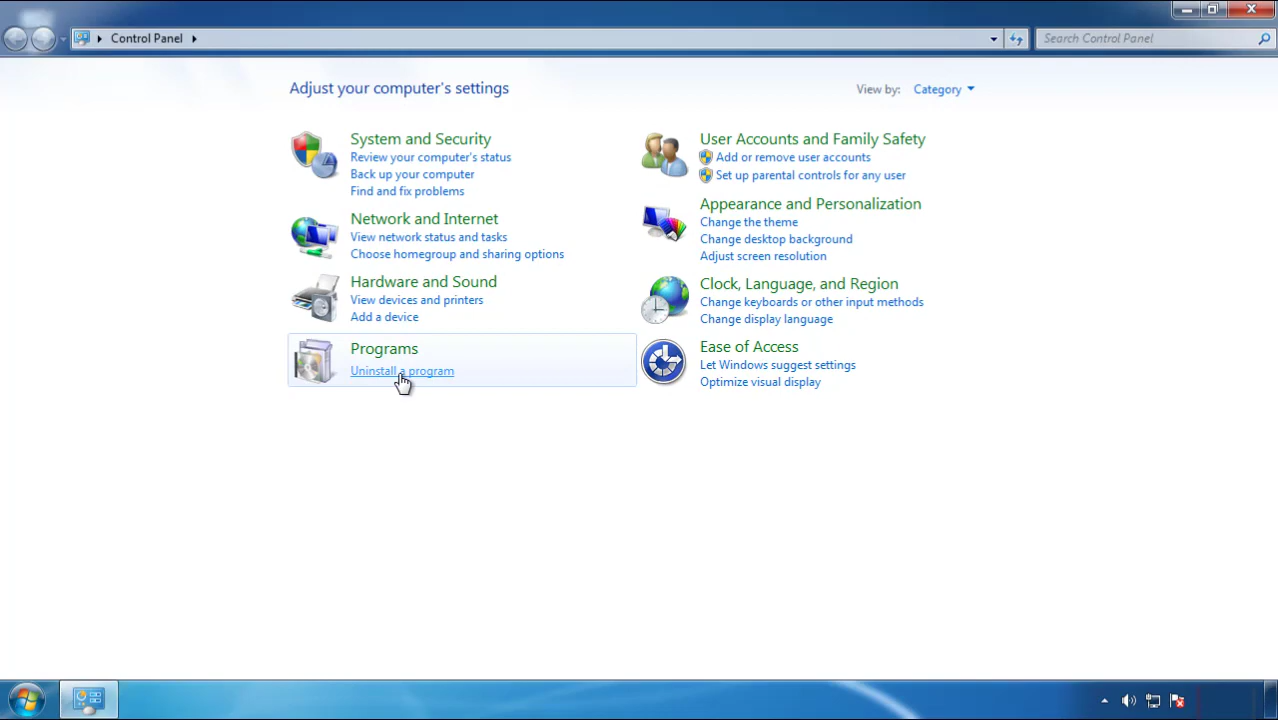 Control Panel
Search Control Panel
Adjust your computer's settings
View by: Category
System and Security
Review your computer's status
Back up your computer
Find and fix problems
Network and Internet
View network status and tasks
Choose homegroup and sharing options
Hardware and Sound
View devices and printers
Add a device
Programs
Uninstall a program
User Accounts and Family Safety
Add or remove user accounts
Set up parental controls for any user
Appearance and Personalization
Change the theme
Change desktop background
Adjust screen resolution
Clock, Language, and Region
Change keyboards or other input methods
Change display language
Ease of Access
Let Windows suggest settings
Optimize visual display